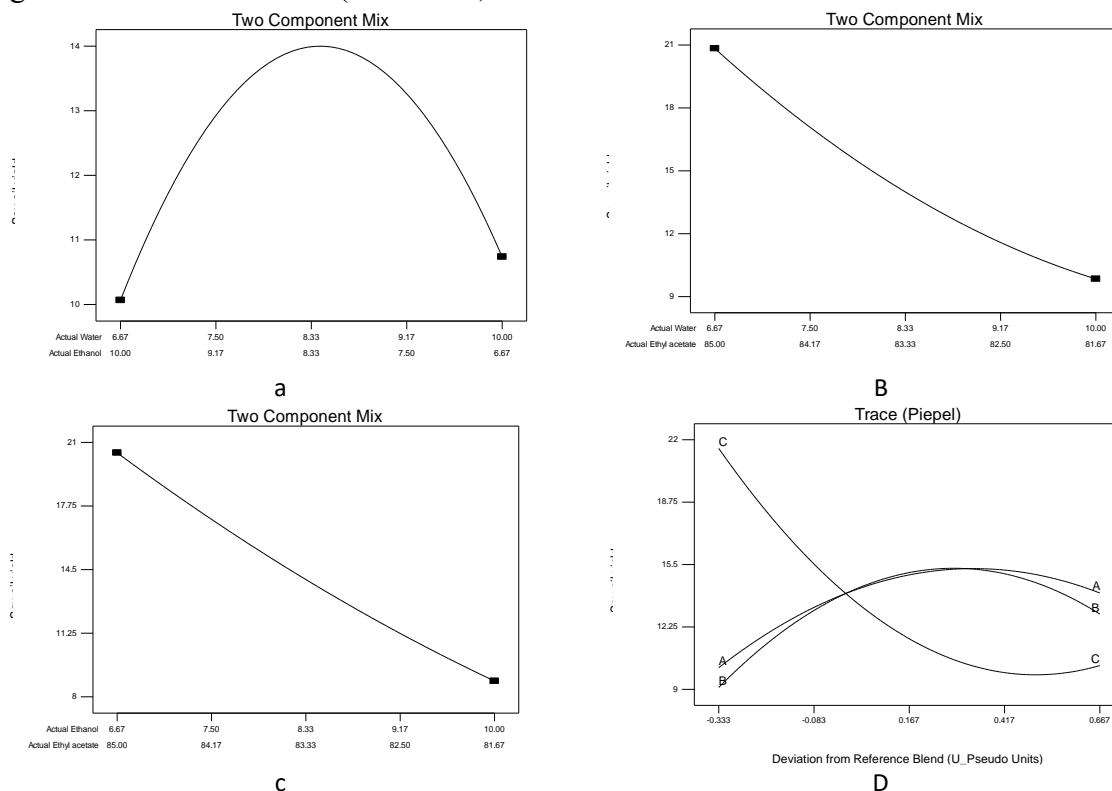 Two Component Mix
14
13
12
11
10
Actual Water 6.67 7.50 8.33 9.17 10.00
Actual Ethanol 10.00 9.17 8.33 7.50 6.67
a
Two Component Mix
21
18
15
12
9
Actual Water 6.67 7.50 8.33 9.17 10.00
Actual Ethyl acetate 85.00 84.17 83.33 82.50 81.67
B
Two Component Mix
21
17.75
14.5
11.25
8
Actual Ethanol 6.67 7.50 8.33 9.17 10.00
Actual Ethyl acetate 85.00 84.17 83.33 82.50 81.67
c
Trace (Piepel)
22
18.75
15.5
12.25
9
C
A
B
A
B
C
-0.333 -0.083 0.167 0.417 0.667
Deviation from Reference Blend (U_Pseudo Units)
D